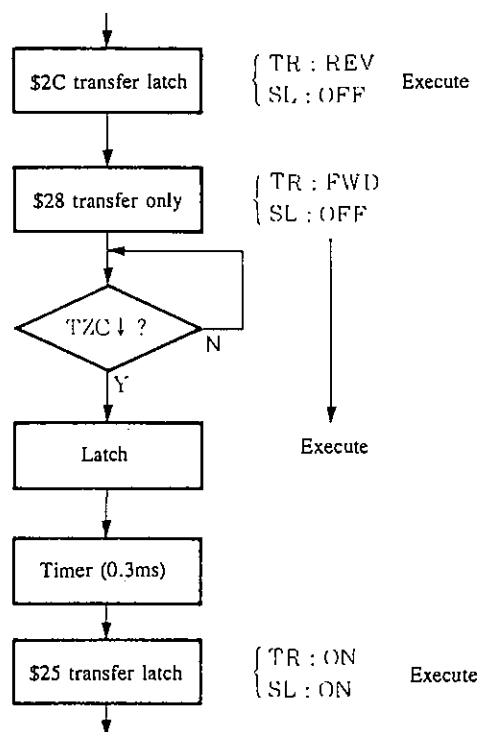 $2C transfer latch
TR : REV
SL : OFF
Execute
$28 transfer only
TR : FWD
SL : OFF
TZC ↓ ?
N
Y
Latch
Execute
Timer (0.3ms)
$25 transfer latch
TR : ON
SL : ON
Execute